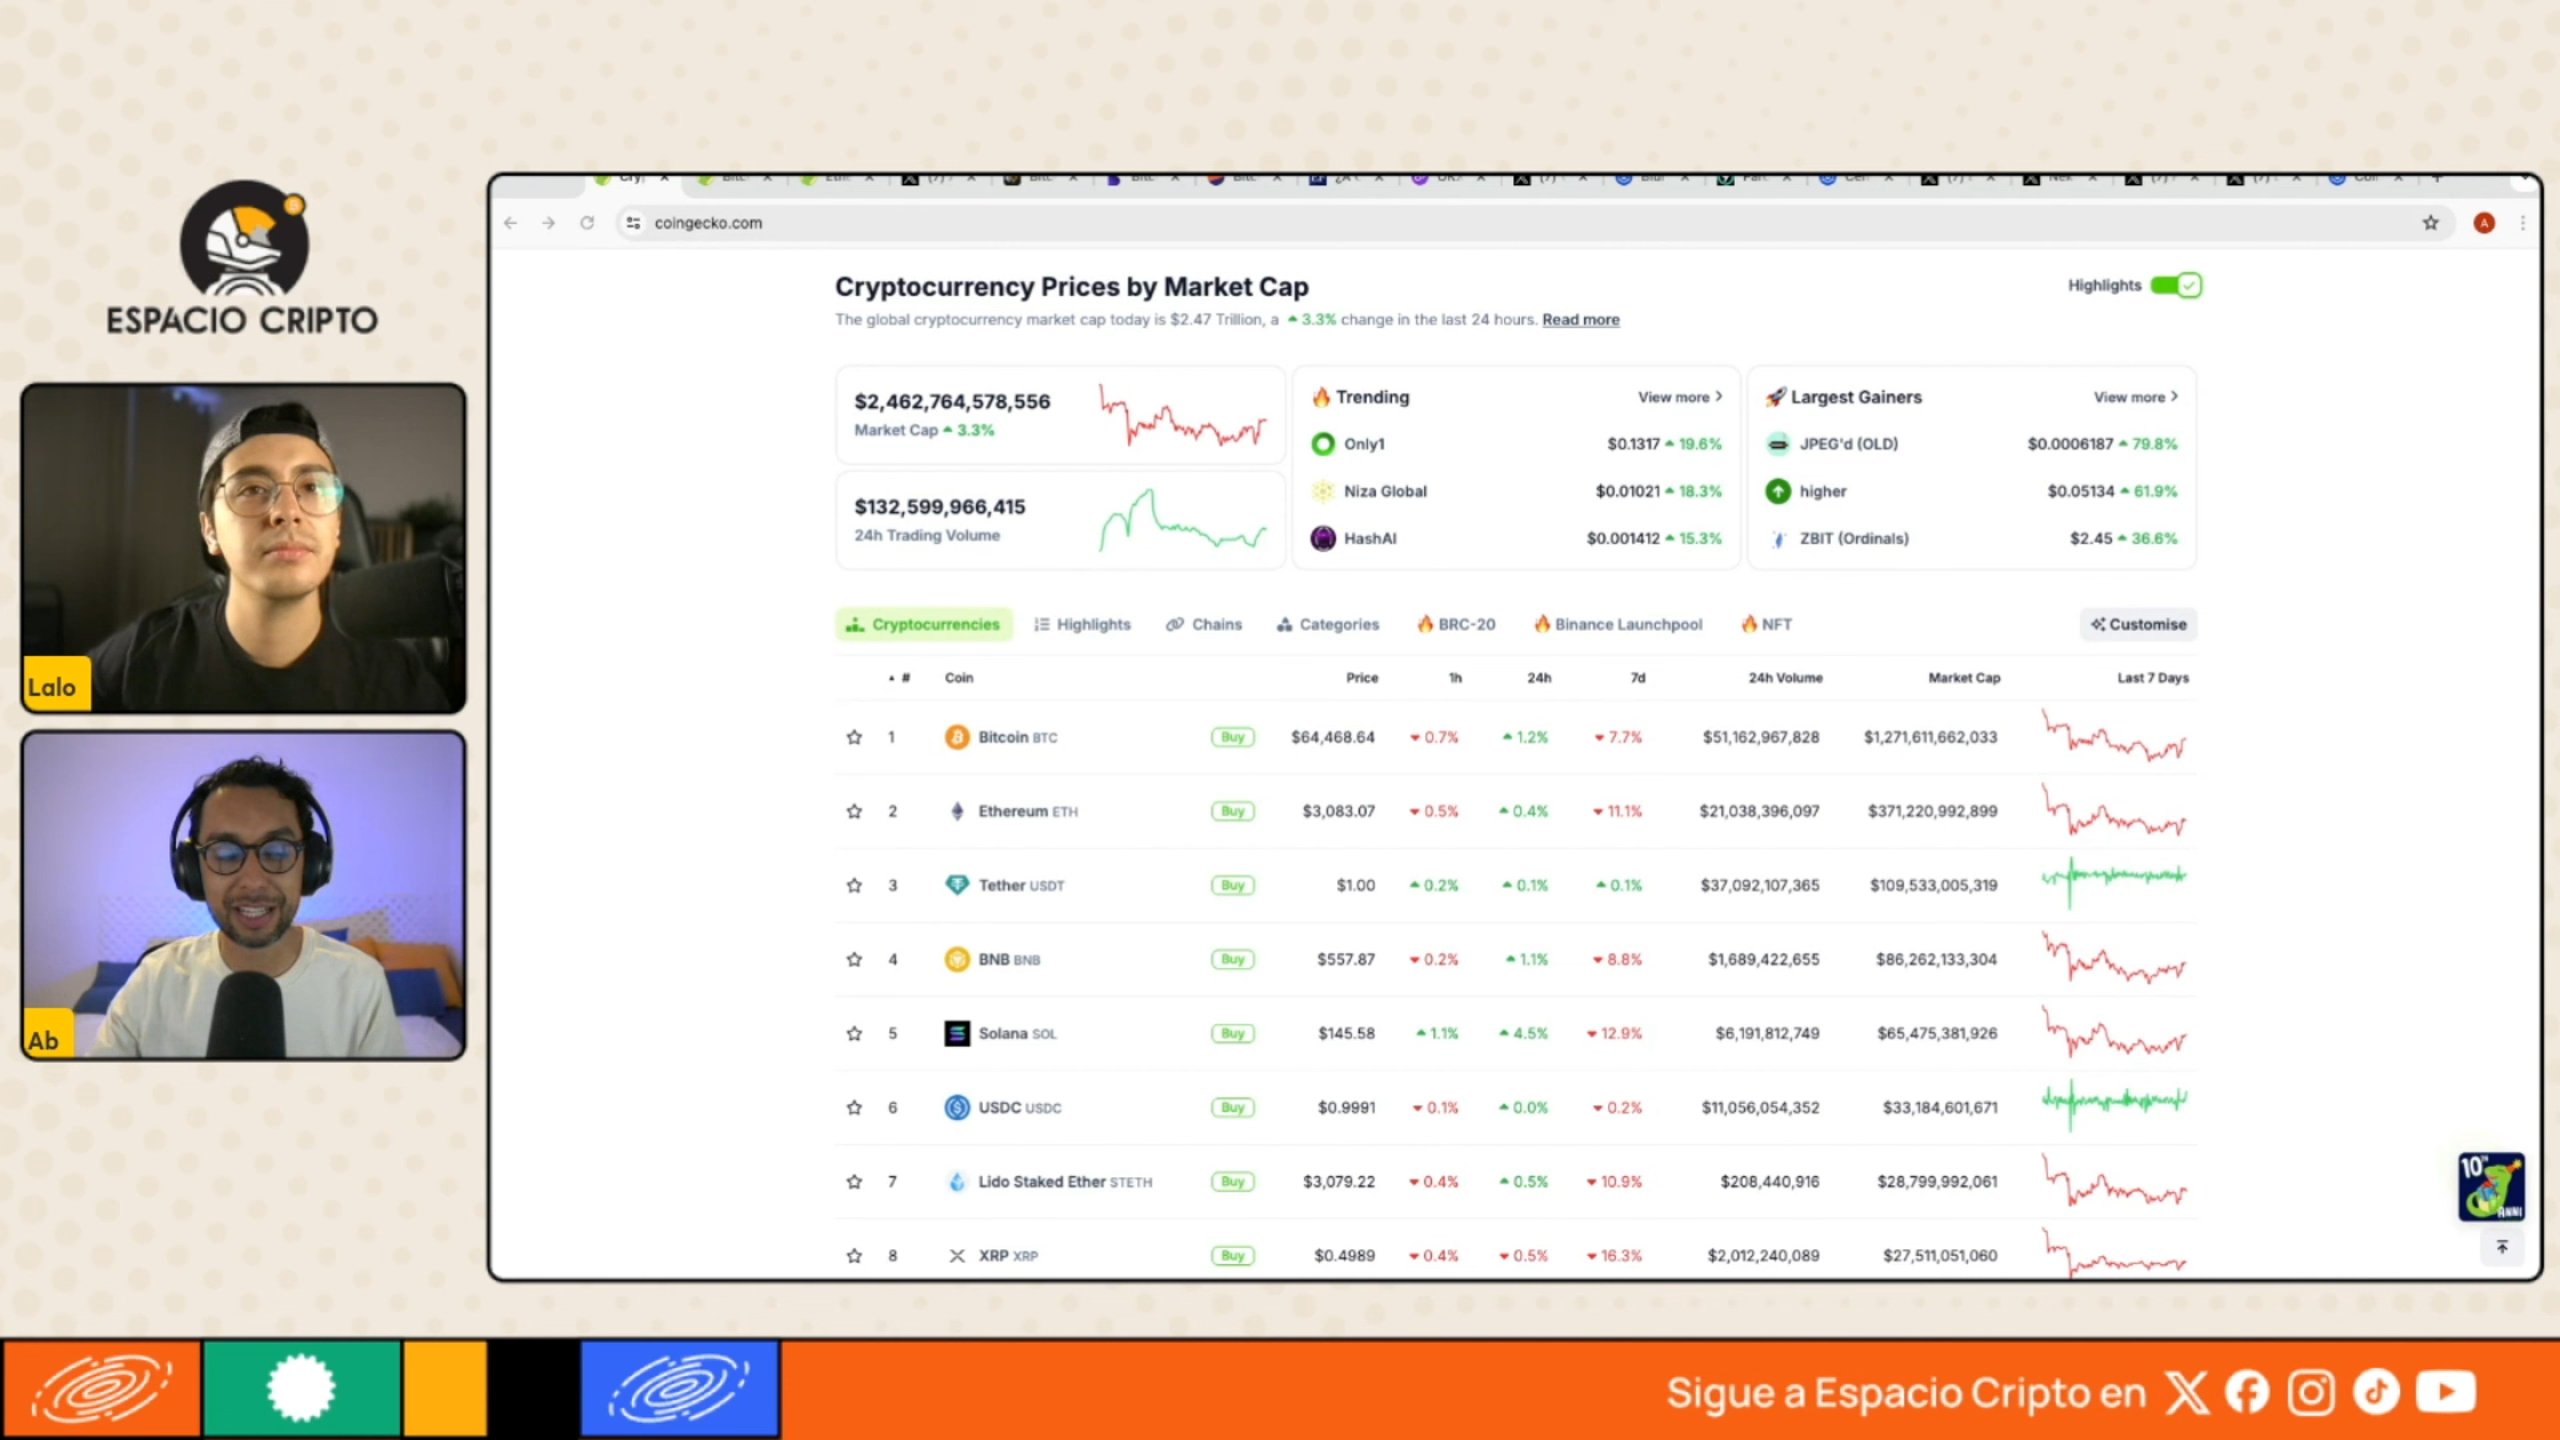 ESPACIO CRIPTO
Lalo
Ab
coingecko.com
Cryptocurrency Prices by Market Cap
Highlights
The global cryptocurrency market cap today is $2.47 Trillion, a 3.3% change in the last 24 hours. Read more
$2,462,764,578,556
Market Cap 3.3%
$132,599,966,415
24h Trading Volume
Trending View more
Only1 $0.1317 19.6%
Niza Global $0.01021 18.3%
HashAI $0.001412 15.3%
Largest Gainers View more
JPEG'd (OLD) $0.0006187 79.8%
higher $0.05134 61.9%
ZBIT (Ordinals) $2.45 36.6%
Cryptocurrencies Highlights Chains Categories BRC-20 Binance Launchpool NFT Customise
# Coin Price 1h 24h 7d 24h Volume Market Cap Last 7 Days
1 Bitcoin BTC Buy $64,468.64 0.7% 1.2% 7.7% $51,162,967,828 $1,271,611,662,033
2 Ethereum ETH Buy $3,083.07 0.5% 0.4% 11.1% $21,038,396,097 $371,220,992,899
3 Tether USDT Buy $1.00 0.2% 0.1% 0.1% $37,092,107,365 $109,533,005,319
4 BNB BNB Buy $557.87 0.2% 1.1% 8.8% $1,689,422,655 $86,262,133,304
5 Solana SOL Buy $145.58 1.1% 4.5% 12.9% $6,191,812,749 $65,475,381,926
6 USDC USDC Buy $0.9991 0.1% 0.0% 0.2% $11,056,054,352 $33,184,601,671
7 Lido Staked Ether STETH Buy $3,079.22 0.4% 0.5% 10.9% $208,440,916 $28,799,992,061
8 XRP XRP Buy $0.4989 0.4% 0.5% 16.3% $2,012,240,089 $27,511,051,060
Sigue a Espacio Cripto en